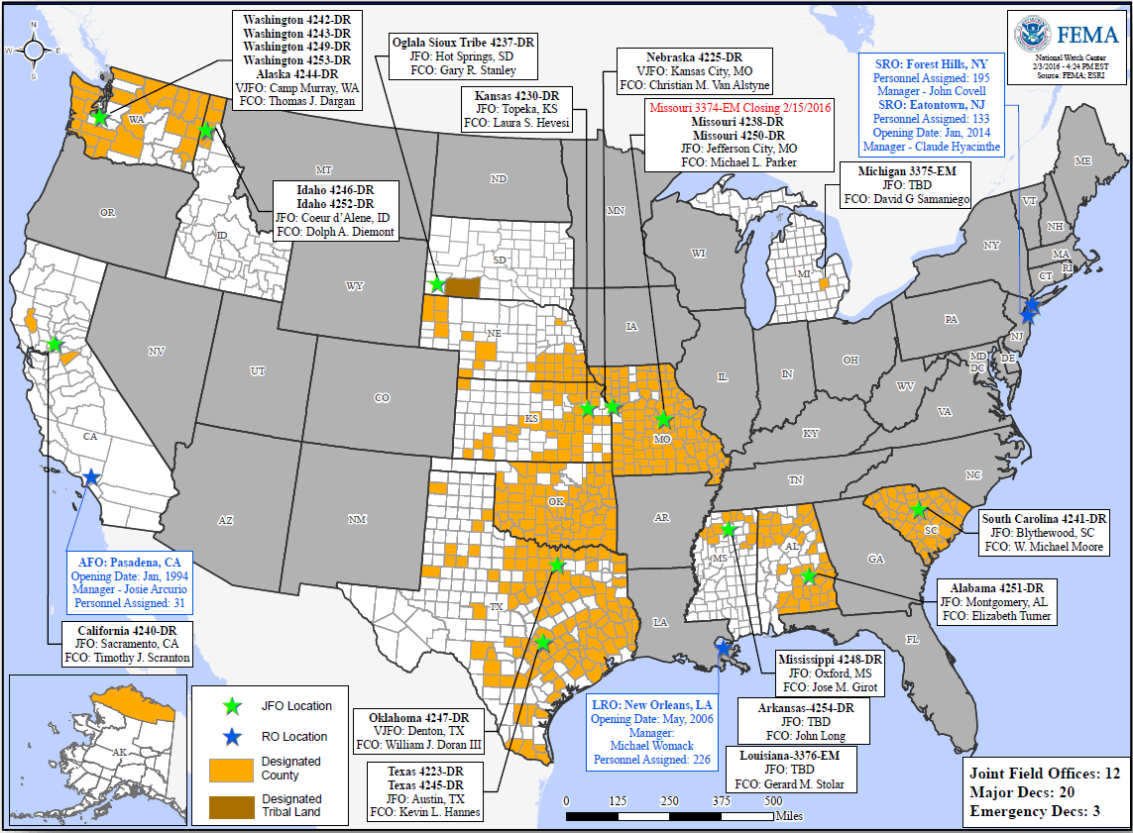 Washington 4242-DR
Washington 4243-DR
Washington 4249-DR
Washington 4253-DR
Alaska 4244-DR
VJFO: Camp Murray, WA
FCO: Thomas J. Dargan
Oglala Sioux Tribe 4237-DR
JFO: Hot Springs, SD
FCO: Gary R. Stanley
Kansas 4230-DR
JFO: Topeka, KS
FCO: Laura S. Hevesi
Nebraska 4225-DR
VJFO: Kansas City, MO
FCO: Christian M. Van Alstyne
Missouri 3374-EM Closing 2/15/2016
Missouri 4238-DR
Missouri 4250-DR
JFO: Jefferson City, MO
FCO: Michael L. Parker
SRO: Forest Hills, NY
Personnel Assigned: 195
Manager - John Covell
SRO: Eatontown, NJ
Personnel Assigned: 133
Opening Date: Jan, 2014
Manager - Claude Hyacinthe
FEMA
National Watch Center
2/3/2016 - 4:24 PM EST
Source: FEMA; ESRI
Michigan 3375-EM
JFO: TBD
FCO: David G Samaniego
Idaho 4246-DR
Idaho 4252-DR
JFO: Coeur d'Alene, ID
FCO: Dolph A. Diemont
N
W
E
S
WA
MT
ND
MN
ME
OR
ID
SD
WI
MI
VT
NH
NY
MA
RI
CT
WY
NE
IA
PA
NJ
NV
UT
CO
KS
MO
IL
IN
OH
MD
DC
DE
WV
VA
KY
CA
AZ
NM
OK
AR
TN
NC
SC
TX
LA
MS
AL
GA
FL
AK
South Carolina 4241-DR
JFO: Blythewood, SC
FCO: W. Michael Moore
AFO: Pasadena, CA
Opening Date: Jan, 1994
Manager - Josie Arcurio
Personnel Assigned: 31
Alabama 4251-DR
JFO: Montgomery, AL
FCO: Elizabeth Turner
California 4240-DR
JFO: Sacramento, CA
FCO: Timothy J. Scranton
Mississippi 4248-DR
JFO: Oxford, MS
FCO: Jose M. Girot
Arkansas-4254-DR
JFO: TBD
FCO: John Long
Louisiana-3376-EM
JFO: TBD
FCO: Gerard M. Stolar
LRO: New Orleans, LA
Opening Date: May, 2006
Manager:
Michael Womack
Personnel Assigned: 226
Oklahoma 4247-DR
VJFO: Denton, TX
FCO: William J. Doran III
Texas 4223-DR
Texas 4245-DR
JFO: Austin, TX
FCO: Kevin L. Hannes
JFO Location
RO Location
Designated
County
Designated
Tribal Land
0 125 250 375 500
Miles
Joint Field Offices: 12
Major Decs: 20
Emergency Decs: 3